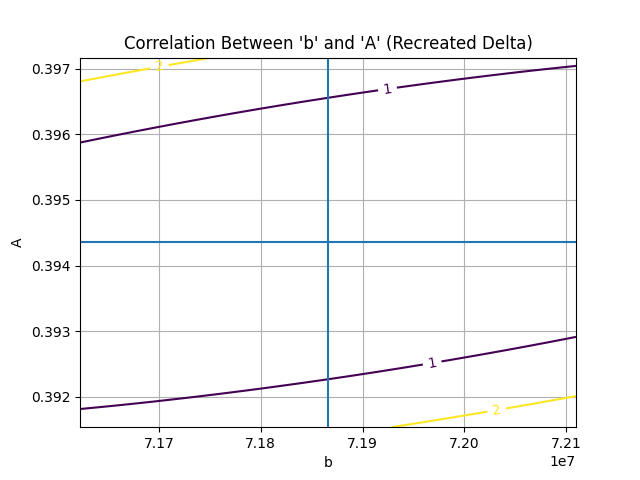 Correlation Between 'b' and 'A' (Recreated Delta)
0.397
0.396
0.395
0.394
0.393
0.392
A
2
1
1
2
7.17 7.18 7.19 7.20 7.21
1e7
b